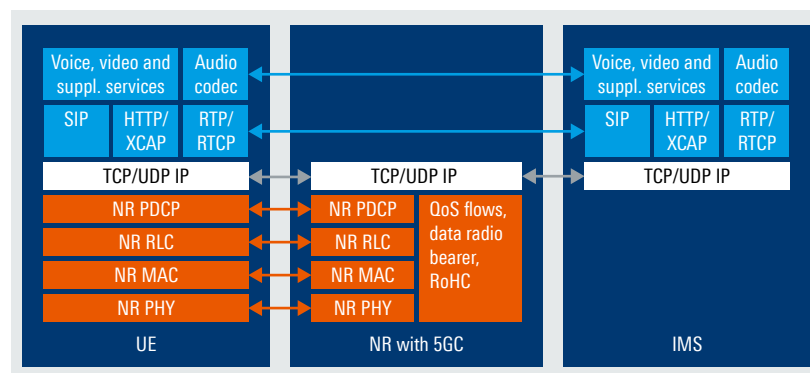 Voice, video and
suppl. services
Audio
codec
SIP
HTTP/
XCAP
RTP/
RTCP
TCP/UDP IP
NR PDCP
NR RLC
NR MAC
NR PHY
UE
TCP/UDP IP
NR PDCP
NR RLC
NR MAC
NR PHY
QoS flows,
data radio
bearer,
RoHC
NR with 5GC
Voice, video and
suppl. services
Audio
codec
SIP
HTTP/
XCAP
RTP/
RTCP
TCP/UDP IP
IMS